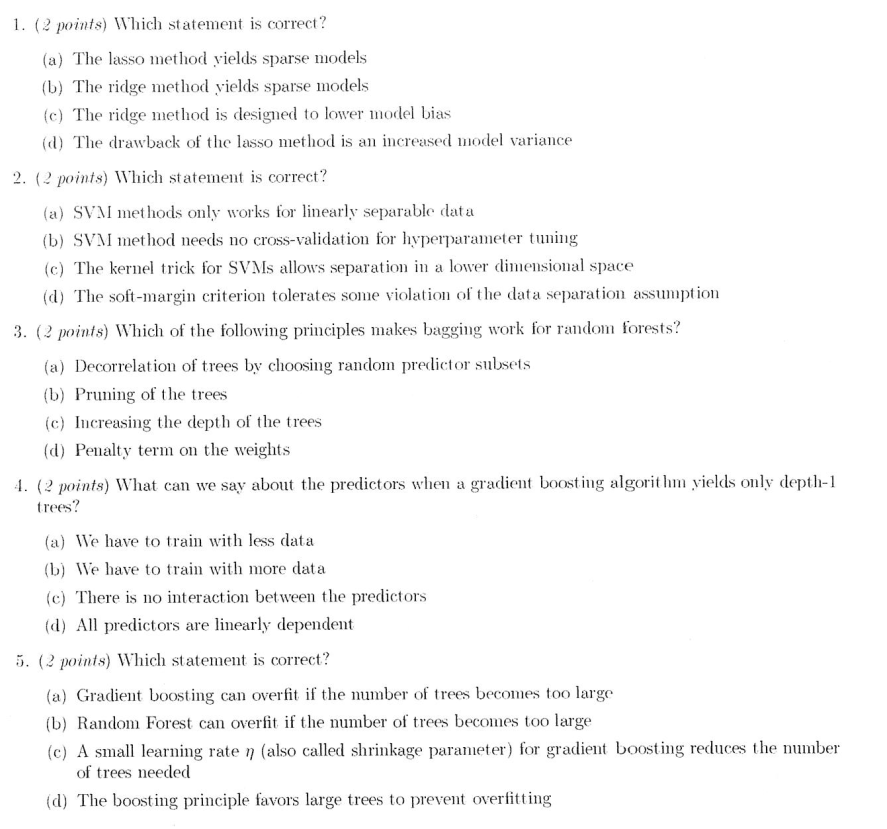 1. (2 points) Which statement is correct?
(a) The lasso method yields sparse models
(b) The ridge method yields sparse models
(c) The ridge method is designed to lower model bias
(d) The drawback of the lasso method is an increased model variance
2. (2 points) Which statement is correct?
(a) SVM methods only works for linearly separable data
(b) SVM method needs no cross-validation for hyperparameter tuning
(c) The kernel trick for SVMs allows separation in a lower dimensional space
(d) The soft-margin criterion tolerates some violation of the data separation assumption
3. (2 points) Which of the following principles makes bagging work for random forests?
(a) Decorrelation of trees by choosing random predictor subsets
(b) Pruning of the trees
(c) Increasing the depth of the trees
(d) Penalty term on the weights
4. (2 points) What can we say about the predictors when a gradient boosting algorithm yields only depth-1
trees?
(a) We have to train with less data
(b) We have to train with more data
(c) There is no interaction between the predictors
(d) All predictors are linearly dependent
5. (2 points) Which statement is correct?
(a) Gradient boosting can overfit if the number of trees becomes too large
(b) Random Forest can overfit if the number of trees becomes too large
(c) A small learning rate η (also called shrinkage parameter) for gradient boosting reduces the number
of trees needed
(d) The boosting principle favors large trees to prevent overfitting